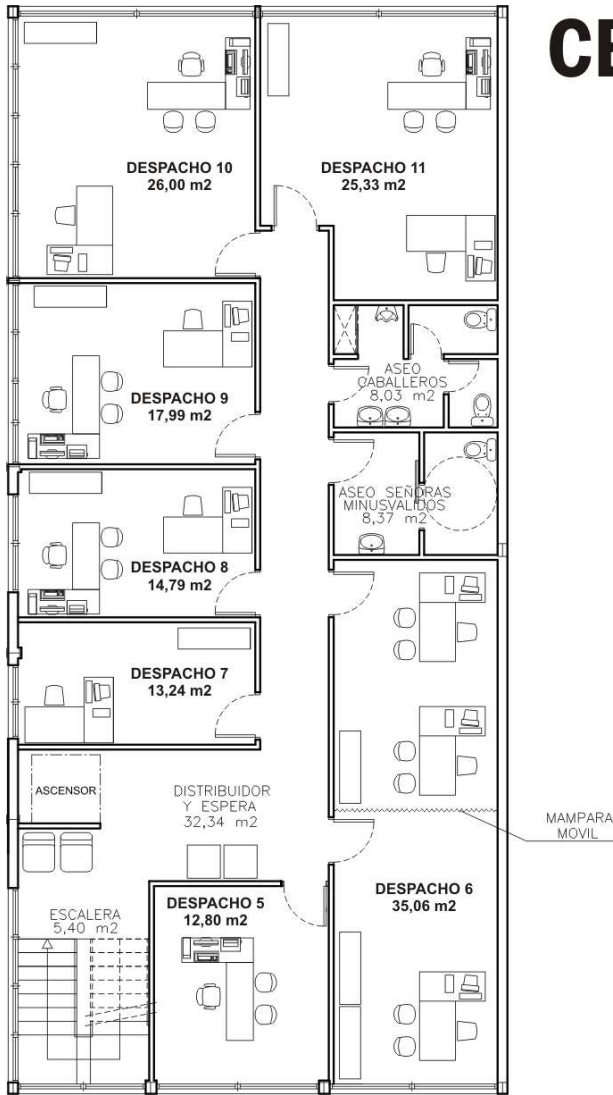 CE
DESPACHO 10
26,00 m2
DESPACHO 11
25,33 m2
DESPACHO 9
17,99 m2
ASEO
CABALLEROS
8,03 m2
ASEO SEÑORAS
MINUSVALIDOS
8,37 m2
DESPACHO 8
14,79 m2
DESPACHO 7
13,24 m2
ASCENSOR
DISTRIBUIDOR
Y ESPERA
32,34 m2
MAMPARA
MOVIL
DESPACHO 6
35,06 m2
DESPACHO 5
12,80 m2
ESCALERA
5,40 m2